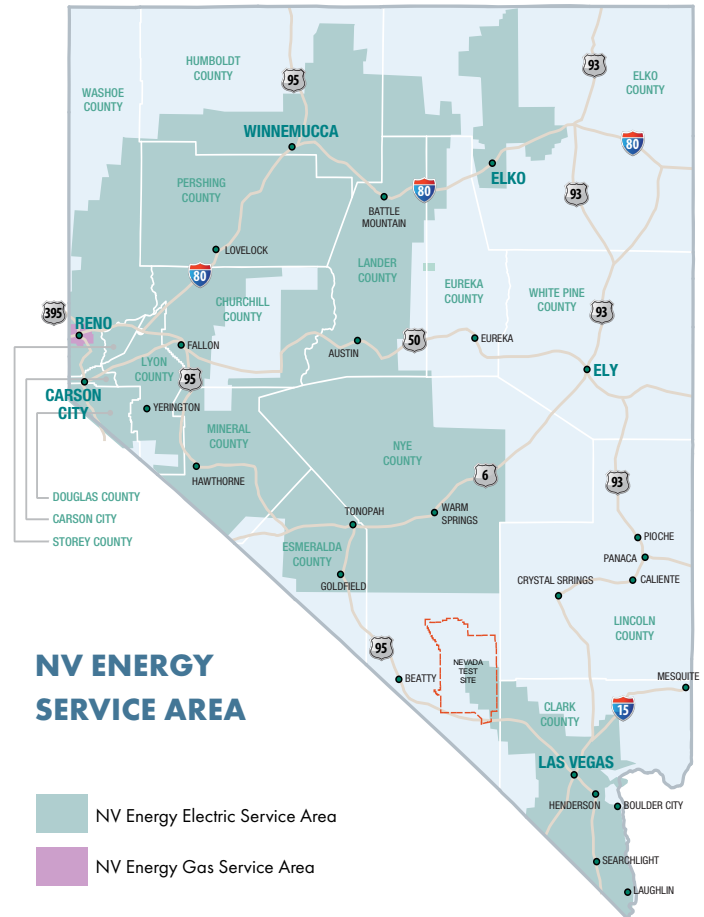 HUMBOLDT
COUNTY
95
93
ELKO
COUNTY
WASHOE
COUNTY
WINNEMUCCA
80
ELKO
PERSHING
COUNTY
80
93
BATTLE
MOUNTAIN
LOVELOCK
LANDER
COUNTY
80
CHURCHILL
COUNTY
EUREKA
COUNTY
WHITE PINE
COUNTY
395
93
RENO
FALLON
AUSTIN
50
EUREKA
LYON
COUNTY
95
ELY
CARSON
CITY
YERINGTON
MINERAL
COUNTY
NYE
COUNTY
HAWTHORNE
6
93
DOUGLAS COUNTY
CARSON CITY
STOREY COUNTY
TONOPAH
WARM
SPRINGS
PIOCHE
ESMERALDA
COUNTY
PANACA
GOLDFIELD
CRYSTAL SRRINGS
CALIENTE
LINCOLN
COUNTY
95
NV ENERGY
SERVICE AREA
BEATTY
NEVADA
TEST
SITE
MESQUITE
CLARK
COUNTY
15
LAS VEGAS
HENDERSON
BOULDER CITY
NV Energy Electric Service Area
SEARCHLIGHT
NV Energy Gas Service Area
LAUGHLIN